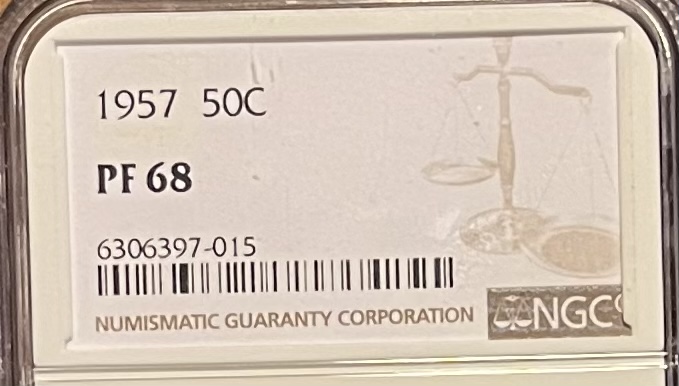 1957 50C
PF 68
6306397-015
NUMISMATIC GUARANTY CORPORATION
NGC